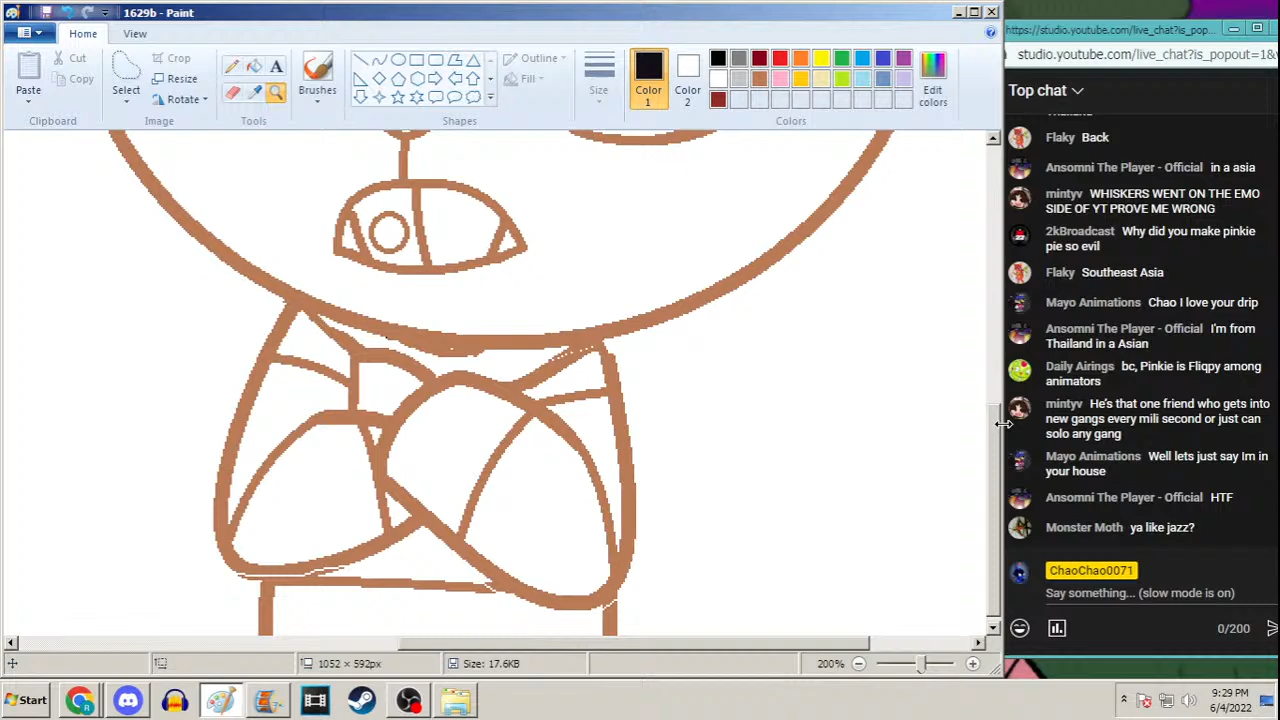 1629b - Paint
https://studio.youtube.com/live_chat?is_pop...
Home View
studio.youtube.com/live_chat?is_popout=1&
Paste
Cut
Copy
Clipboard
Select
Crop
Resize
Rotate
Image
Tools
Brushes
Outline
Fill
Shapes
Size
Color
1
Color
2
Edit
colors
Colors
Top chat
Flaky Back
Ansomni The Player - Official in a asia
mintyv WHISKERS WENT ON THE EMO
SIDE OF YT PROVE ME WRONG
2kBroadcast Why did you make pinkie
pie so evil
Flaky Southeast Asia
Mayo Animations Chao I love your drip
Ansomni The Player - Official I'm from
Thailand in a Asian
Daily Airings bc, Pinkie is Fliqpy among
animators
mintyv He's that one friend who gets into
new gangs every mili second or just can
solo any gang
Mayo Animations Well lets just say Im in
your house
Ansomni The Player - Official HTF
Monster Moth ya like jazz?
ChaoChao0071
Say something... (slow mode is on)
0/200
1052 × 592px
Size: 17.6KB
200%
Start
9:29 PM
6/4/2022